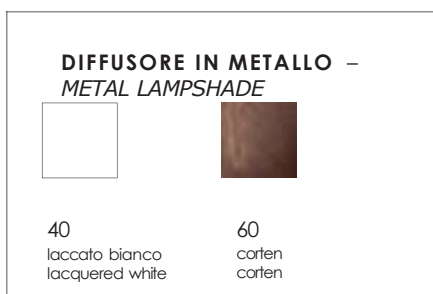 DIFFUSORE IN METALLO –
METAL LAMPSHADE
40
laccato bianco
lacquered white
60
corten
corten